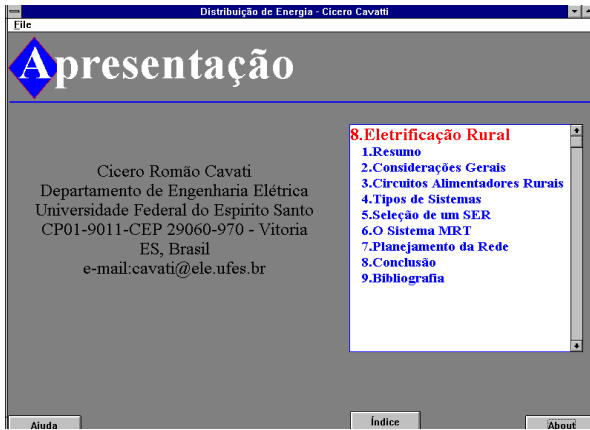 Distribuição de Energia - Cicero Cavatti
File
Apresentação
Cicero Romão Cavati
Departamento de Engenharia Elétrica
Universidade Federal do Espirito Santo
CP01-9011-CEP 29060-970 - Vitoria
ES, Brasil
e-mail:cavati@ele.ufes.br
8.Eletrificação Rural
1.Resumo
2.Considerações Gerais
3.Circuitos Alimentadores Rurais
4.Tipos de Sistemas
5.Seleção de um SER
6.O Sistema MRT
7.Planejamento da Rede
8.Conclusão
9.Bibliografia
Ajuda
Índice
About